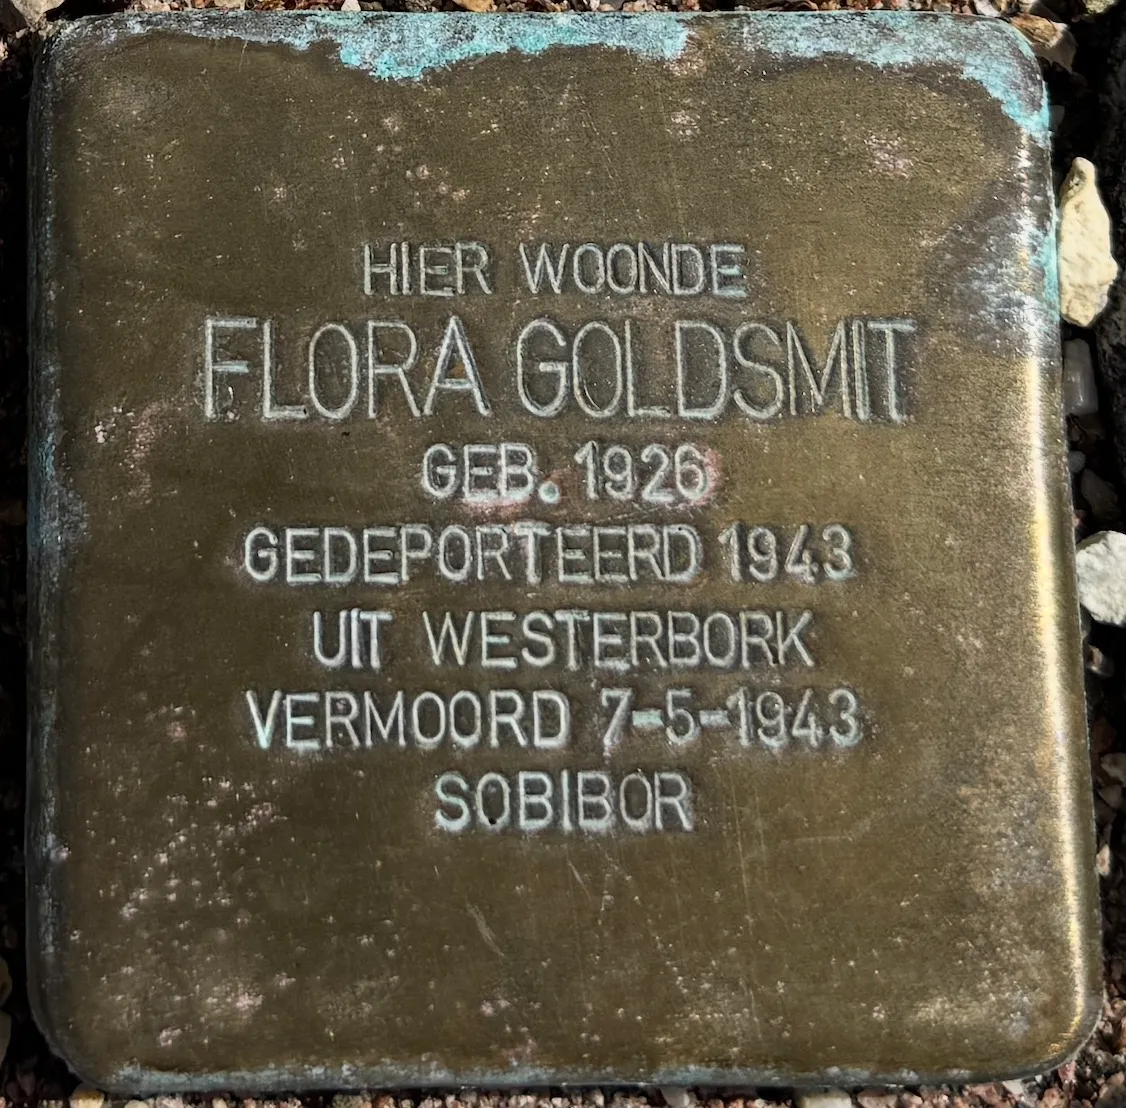 HIER WOONDE
FLORA GOLDSMIT
GEB. 1926
GEDEPORTEERD 1943
UIT WESTERBORK
VERMOORD 7-5-1943
SOBIBOR